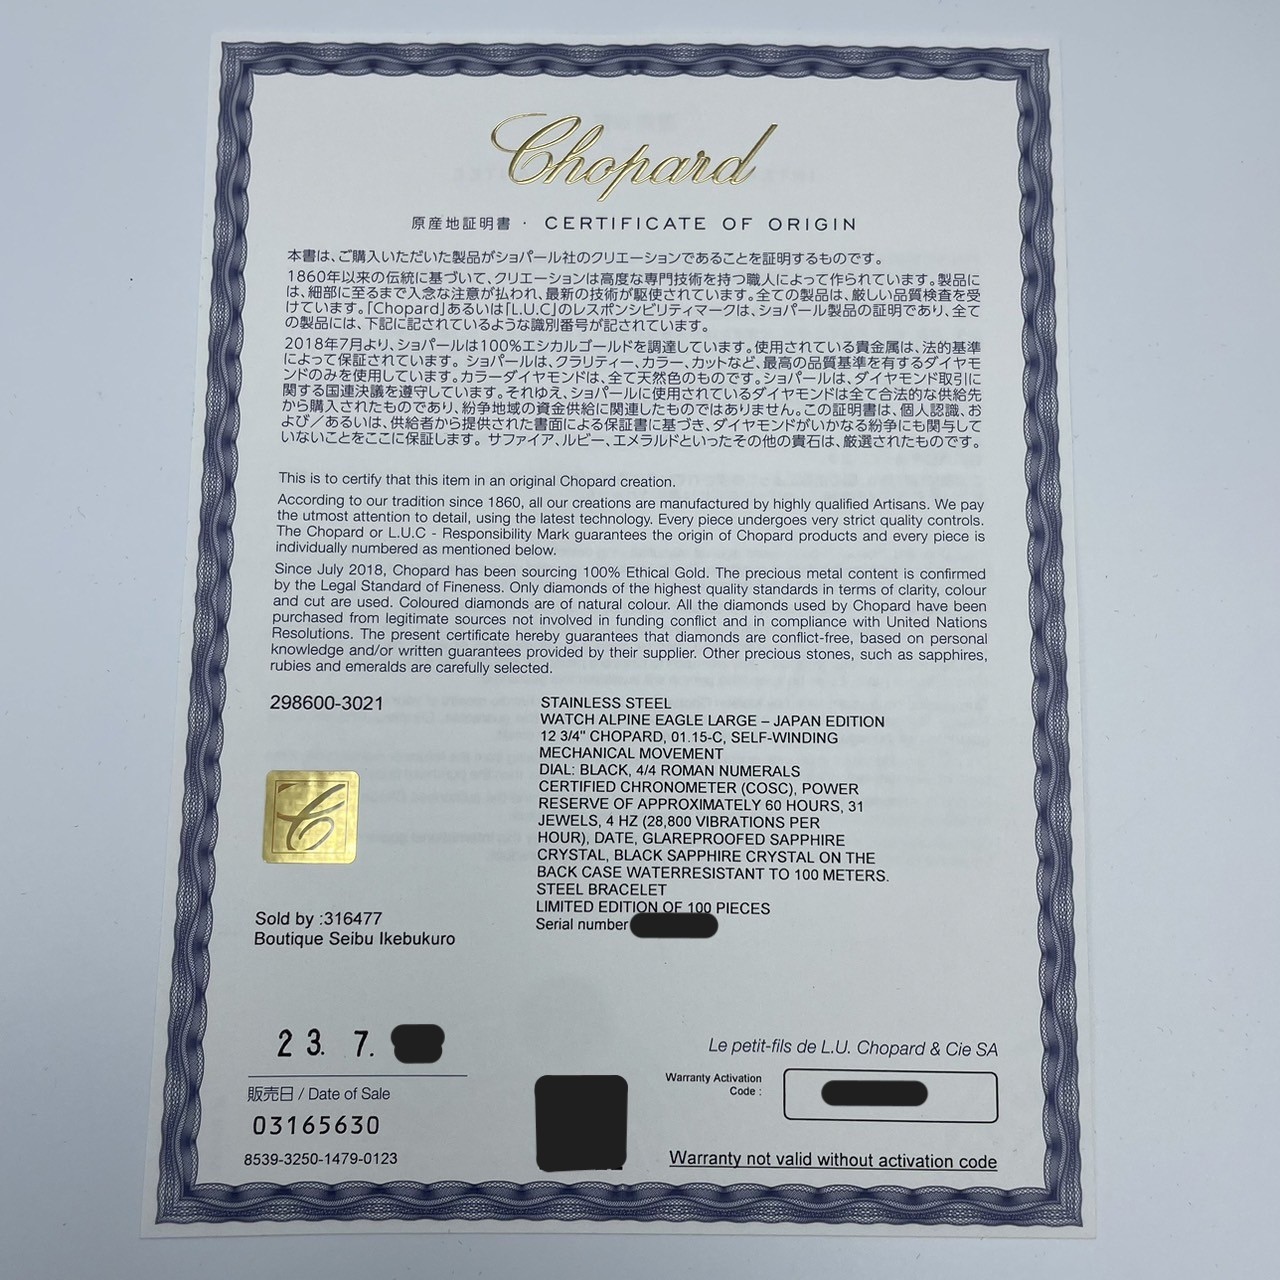 Chopard
原産地証明書 · CERTIFICATE OF ORIGIN
本書は、ご購入いただいた製品がショパール社のクリエーションであることを証明するものです。
1860年以来の伝統に基づいて、クリエーションは高度な専門技術を持つ職人によって作られています。製品に
は、細部に至るまで入念な注意が払われ、最新の技術が駆使されています。全ての製品は、厳しい品質検査を受
けています。「Chopard」あるいは「L.U.C」のレスポンシビリティマークは、ショパール製品の証明であり、全て
の製品には、下記に記されているような識別番号が記されています。
2018年7月より、ショパールは100%エシカルゴールドを調達しています。使用されている貴金属は、法的基準
によって保証されています。 ショパールは、クラリティー、カラー、カットなど、最高の品質基準を有するダイヤモ
ンドのみを使用しています。カラーダイヤモンドは、全て天然色のものです。ショパールは、ダイヤモンド取引に
関する国連決議を遵守しています。それゆえ、ショパールに使用されているダイヤモンドは全て合法的な供給先
から購入されたものであり、紛争地域の資金供給に関連したものではありません。この証明書は、個人認識、お
よび／あるいは、供給者から提供された書面による保証書に基づき、ダイヤモンドがいかなる紛争にも関与して
いないことをここに保証します。 サファイア、ルビー、エメラルドといったその他の貴石は、厳選されたものです。
This is to certify that this item in an original Chopard creation.
According to our tradition since 1860, all our creations are manufactured by highly qualified Artisans. We pay
the utmost attention to detail, using the latest technology. Every piece undergoes very strict quality controls.
The Chopard or L.U.C - Responsibility Mark guarantees the origin of Chopard products and every piece is
individually numbered as mentioned below.
Since July 2018, Chopard has been sourcing 100% Ethical Gold. The precious metal content is confirmed
by the Legal Standard of Fineness. Only diamonds of the highest quality standards in terms of clarity, colour
and cut are used. Coloured diamonds are of natural colour. All the diamonds used by Chopard have been
purchased from legitimate sources not involved in funding conflict and in compliance with United Nations
Resolutions. The present certificate hereby guarantees that diamonds are conflict-free, based on personal
knowledge and/or written guarantees provided by their supplier. Other precious stones, such as sapphires,
rubies and emeralds are carefully selected.
298600-3021
STAINLESS STEEL
WATCH ALPINE EAGLE LARGE – JAPAN EDITION
12 3/4" CHOPARD, 01.15-C, SELF-WINDING
MECHANICAL MOVEMENT
DIAL: BLACK, 4/4 ROMAN NUMERALS
CERTIFIED CHRONOMETER (COSC), POWER
RESERVE OF APPROXIMATELY 60 HOURS, 31
JEWELS, 4 HZ (28,800 VIBRATIONS PER
HOUR), DATE, GLAREPROOFED SAPPHIRE
CRYSTAL, BLACK SAPPHIRE CRYSTAL ON THE
BACK CASE WATERRESISTANT TO 100 METERS.
STEEL BRACELET
LIMITED EDITION OF 100 PIECES
Serial number
Sold by :316477
Boutique Seibu Ikebukuro
23. 7.
販売日 / Date of Sale
03165630
8539-3250-1479-0123
Le petit-fils de L.U. Chopard & Cie SA
Warranty Activation
Code :
Warranty not valid without activation code